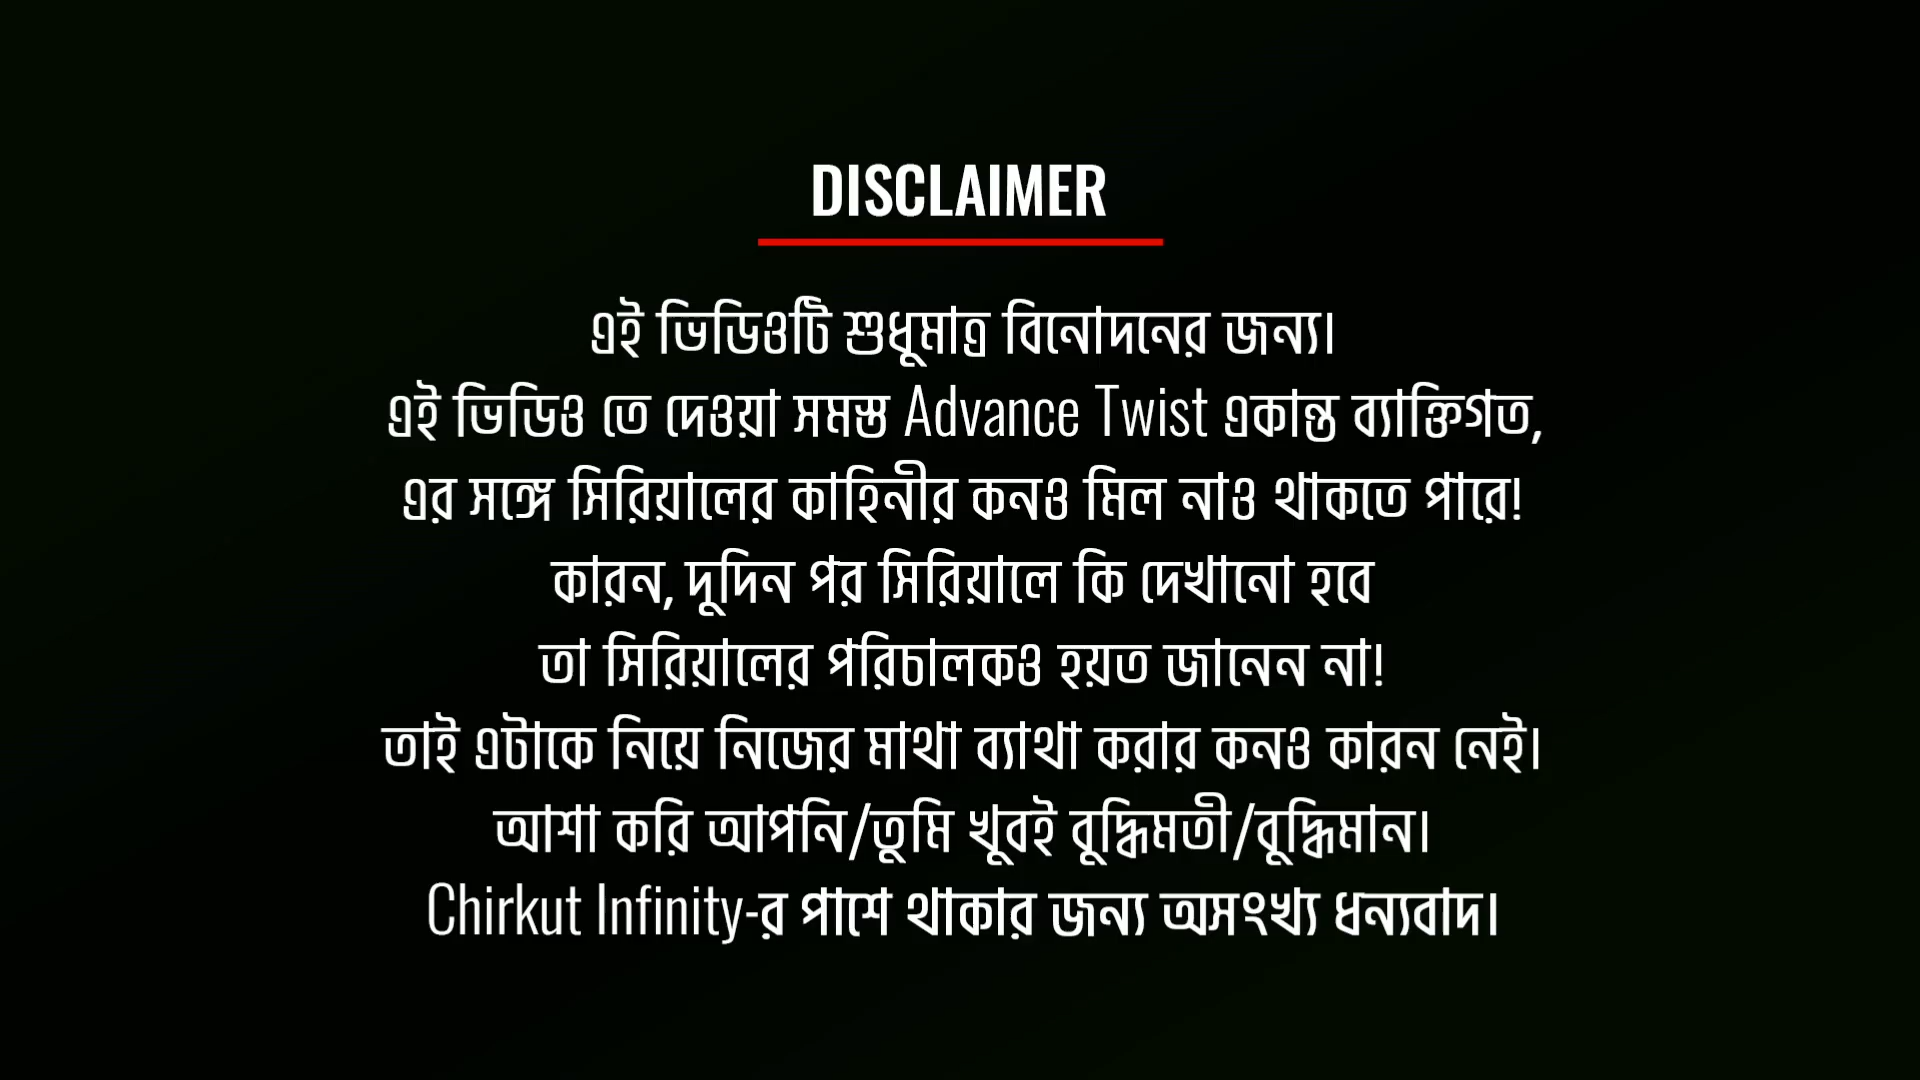 DISCLAIMER
এই ভিডিওটি শুধুমাত্র বিনোদনের জন্য।
এই ভিডিও তে দেওয়া সমস্ত Advance Twist একান্ত ব্যাক্তিগত,
এর সঙ্গে সিরিয়ালের কাহিনীর কনও মিল নাও থাকতে পারে!
কারন, দুদিন পর সিরিয়ালে কি দেখানো হবে
তা সিরিয়ালের পরিচালকও হয়ত জানেন না!
তাই এটাকে নিয়ে নিজের মাথা ব্যাথা করার কনও কারন নেই।
আশা করি আপনি/তুমি খুবই বুদ্ধিমতী/বুদ্ধিমান।
Chirkut Infinity-র পাশে থাকার জন্য অসংখ্য ধন্যবাদ।